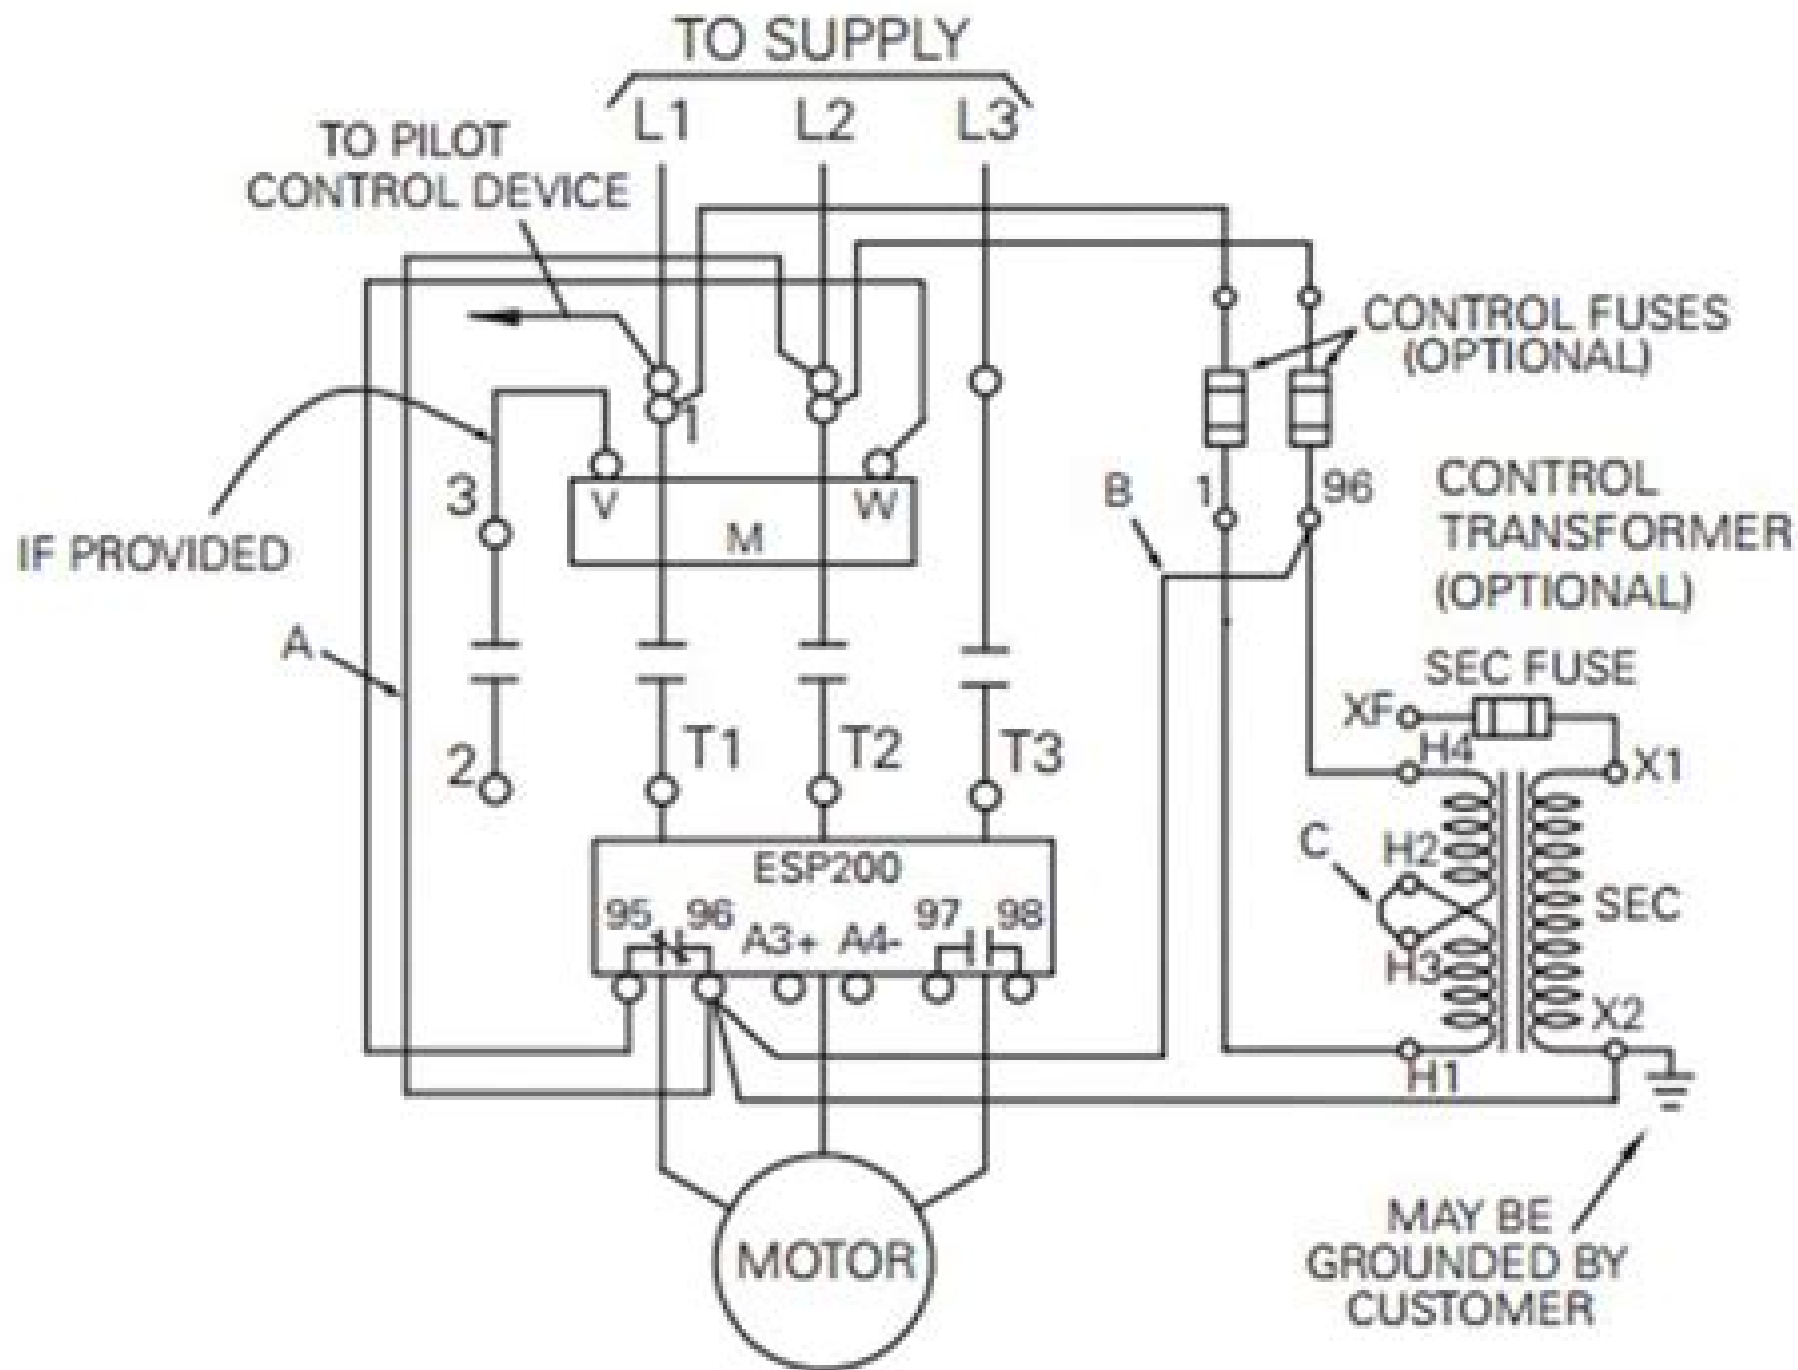 TO SUPPLY
L1 L2 L3
TO PILOT
CONTROL DEVICE
CONTROL FUSES
(OPTIONAL)
1
V W
M
3
IF PROVIDED
B 1 96
CONTROL
TRANSFORMER
(OPTIONAL)
A
SEC FUSE
XF
H4
X1
2
T1 T2 T3
C
H2
SEC
H3
X2
H1
ESP200
95 96 A3+ A4- 97 98
MOTOR
MAY BE
GROUNDED BY
CUSTOMER